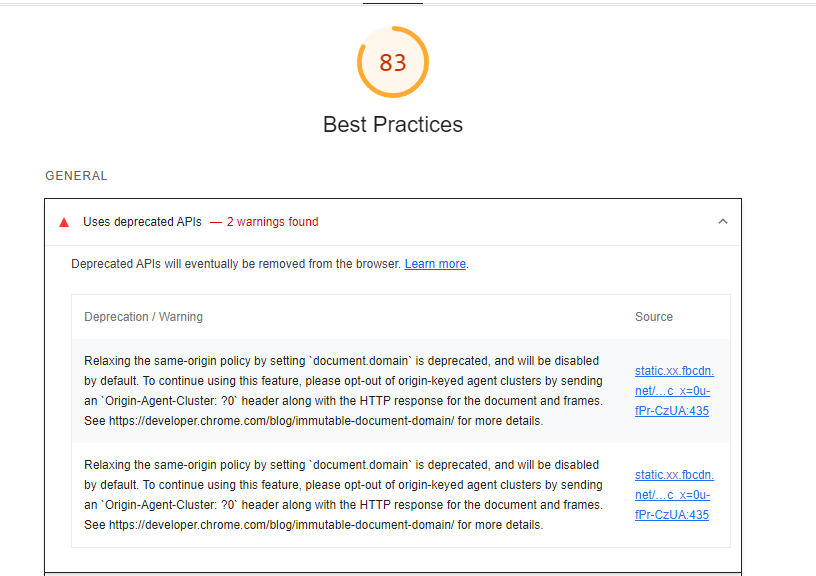 83
Best Practices
GENERAL
Uses deprecated APIs — 2 warnings found
Deprecated APIs will eventually be removed from the browser. Learn more.
Deprecation / Warning
Source
Relaxing the same-origin policy by setting `document.domain` is deprecated, and will be disabled
by default. To continue using this feature, please opt-out of origin-keyed agent clusters by sending
an `Origin-Agent-Cluster: ?0` header along with the HTTP response for the document and frames.
See https://developer.chrome.com/blog/immutable-document-domain/ for more details.
static.xx.fbcdn.
net/…c_x=0u-
fPr-CzUA:435
Relaxing the same-origin policy by setting `document.domain` is deprecated, and will be disabled
by default. To continue using this feature, please opt-out of origin-keyed agent clusters by sending
an `Origin-Agent-Cluster: ?0` header along with the HTTP response for the document and frames.
See https://developer.chrome.com/blog/immutable-document-domain/ for more details.
static.xx.fbcdn.
net/…c_x=0u-
fPr-CzUA:435